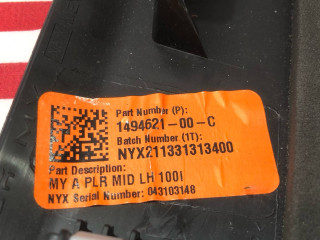 Part Number (P):
1494621-00-C
Batch Number (1T):
NYX211331313400
Part Description:
MY A PLR MID LH 100I
NYX Serial Number: 043103148